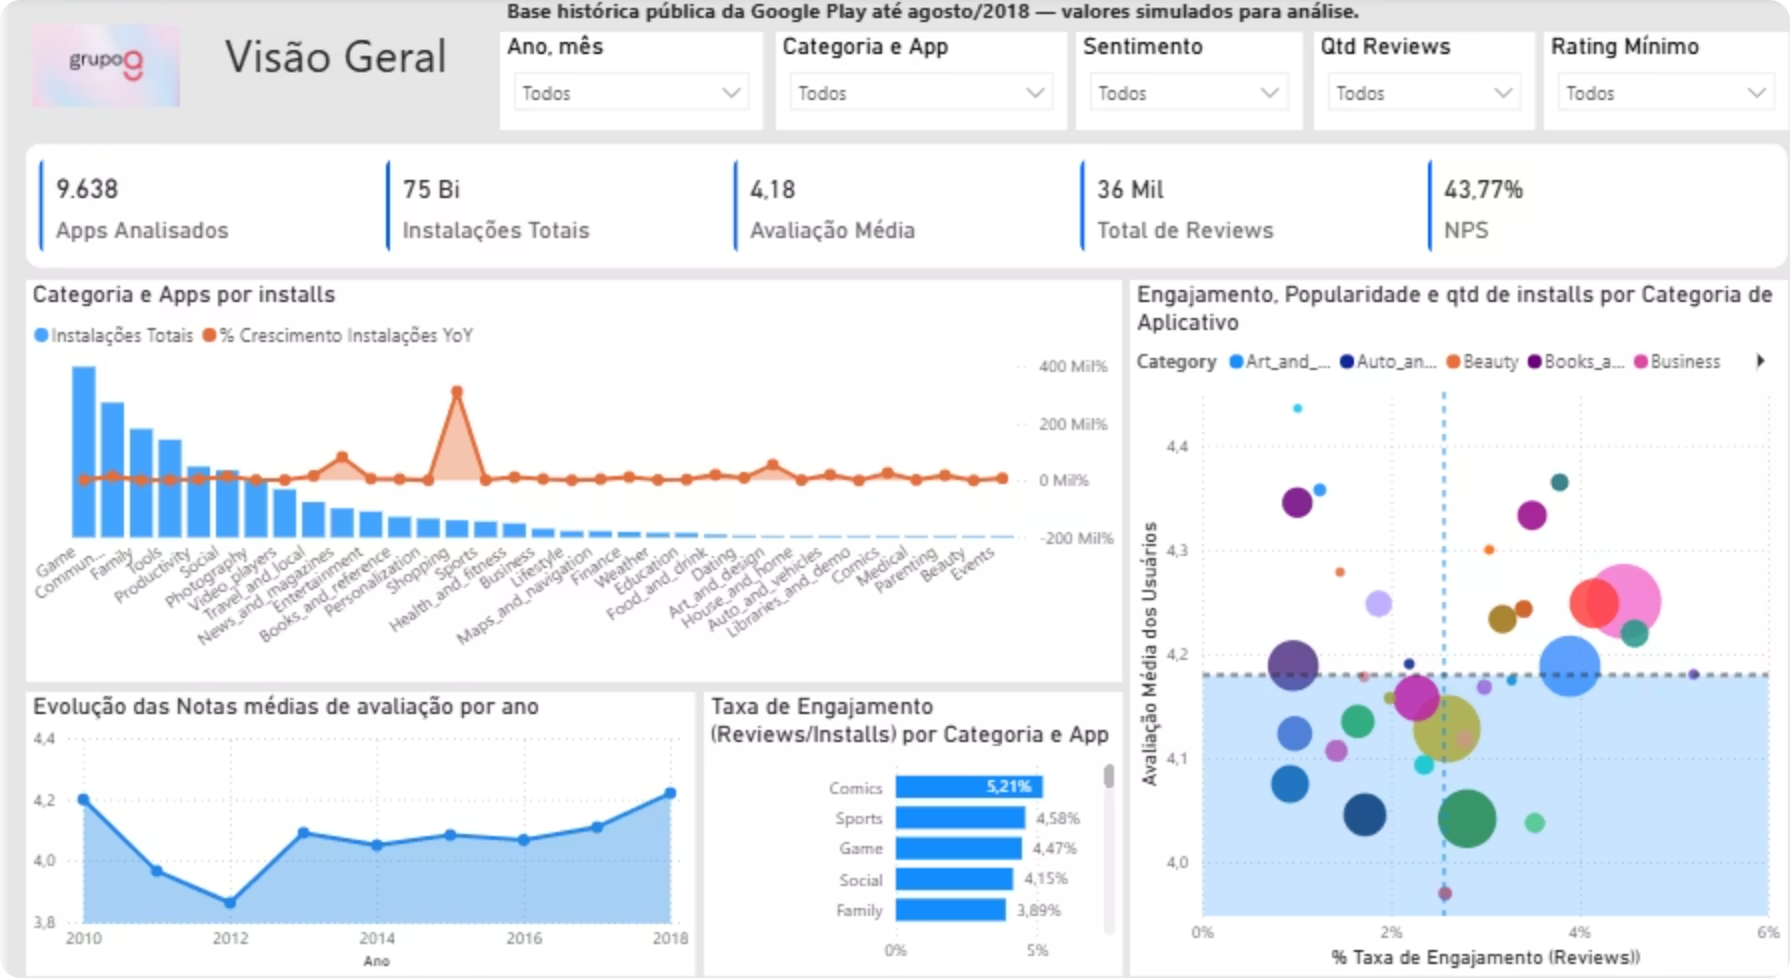 Base histórica pública da Google Play até agosto/2018 — valores simulados para análise.
grupog
Visão Geral
Ano, mês
Todos
Categoria e App
Todos
Sentimento
Todos
Qtd Reviews
Todos
Rating Mínimo
Todos
9.638
Apps Analisados
75 Bi
Instalações Totais
4,18
Avaliação Média
36 Mil
Total de Reviews
43,77%
NPS
Categoria e Apps por installs
Instalações Totais
% Crescimento Instalações YoY
400 Mil%
200 Mil%
0 Mil%
-200 Mil%
Game
Commun...
Family
Tools
Productivity
Social
Photography
Video_players
Travel_and_local
News_and_magazines
Entertainment
Books_and_reference
Personalization
Shopping
Sports
Health_and_fitness
Business
Lifestyle
Maps_and_navigation
Finance
Weather
Education
Food_and_drink
Dating
Art_and_design
House_and_home
Auto_and_vehicles
Libraries_and_demo
Comics
Medical
Parenting
Beauty
Events
Engajamento, Popularidade e qtd de installs por Categoria de
Aplicativo
Category
Art_and_...
Auto_an...
Beauty
Books_a...
Business
Avaliação Média dos Usuários
4,4
4,3
4,2
4,1
4,0
0%
2%
4%
6%
% Taxa de Engajamento (Reviews))
Evolução das Notas médias de avaliação por ano
4,4
4,2
4,0
3,8
2010
2012
2014
2016
2018
Ano
Taxa de Engajamento
(Reviews/Installs) por Categoria e App
Comics 5,21%
Sports 4,58%
Game 4,47%
Social 4,15%
Family 3,89%
0%
5%